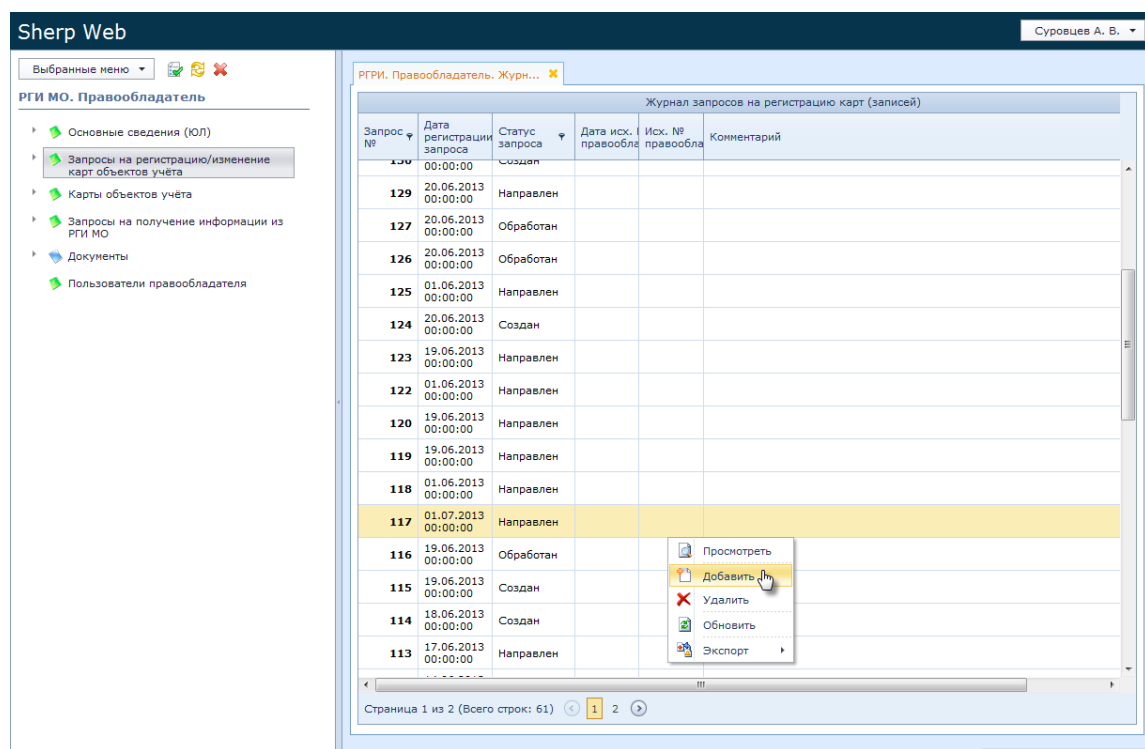 Sherp Web
Суровцев А. В.
Выбранные меню
РГИ МО. Правообладатель
Основные сведения (ЮЛ)
Запросы на регистрацию/изменение
карт объектов учёта
Карты объектов учёта
Запросы на получение информации из
РГИ МО
Документы
Пользователи правообладателя
РГРИ. Правообладатель. Журн...
Журнал запросов на регистрацию карт (записей)
Запрос №
Дата регистрации запроса
Статус запроса
Дата исх. правообла
Исх. № правообла
Комментарий
130 00:00:00 Создан
129 20.06.2013 00:00:00 Направлен
127 20.06.2013 00:00:00 Обработан
126 20.06.2013 00:00:00 Обработан
125 01.06.2013 00:00:00 Направлен
124 20.06.2013 00:00:00 Создан
123 19.06.2013 00:00:00 Направлен
122 01.06.2013 00:00:00 Направлен
120 19.06.2013 00:00:00 Направлен
119 19.06.2013 00:00:00 Направлен
118 01.06.2013 00:00:00 Направлен
117 01.07.2013 00:00:00 Направлен
116 19.06.2013 00:00:00 Обработан
115 19.06.2013 00:00:00 Создан
114 18.06.2013 00:00:00 Создан
113 17.06.2013 00:00:00 Направлен
Просмотреть
Добавить
Удалить
Обновить
Экспорт
Страница 1 из 2 (Всего строк: 61) 1 2